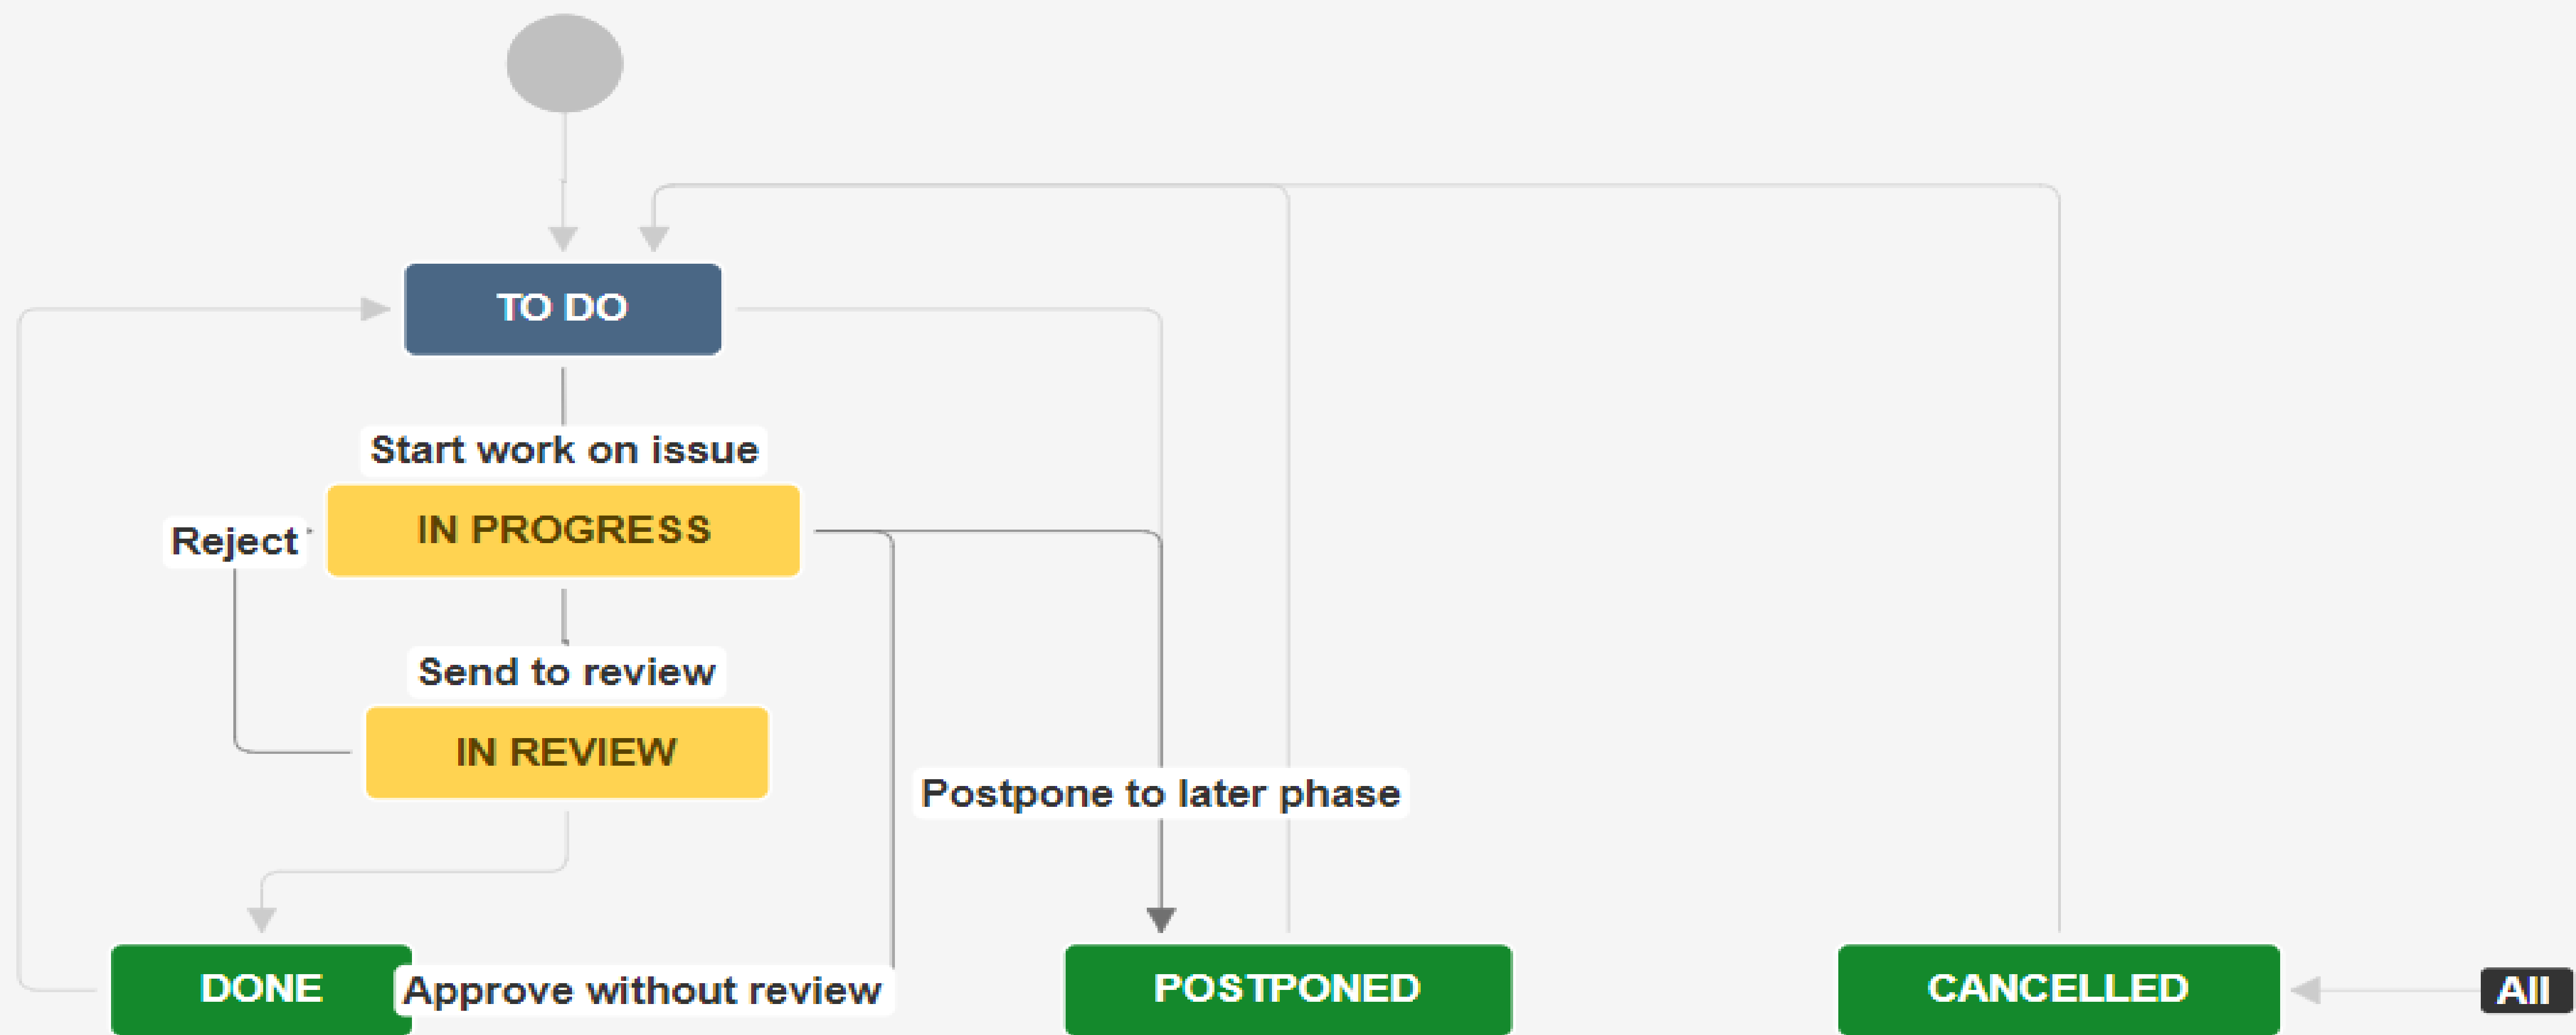 TO DO
Start work on issue
IN PROGRESS
Reject
Send to review
IN REVIEW
Postpone to later phase
DONE
Approve without review
POSTPONED
CANCELLED
All